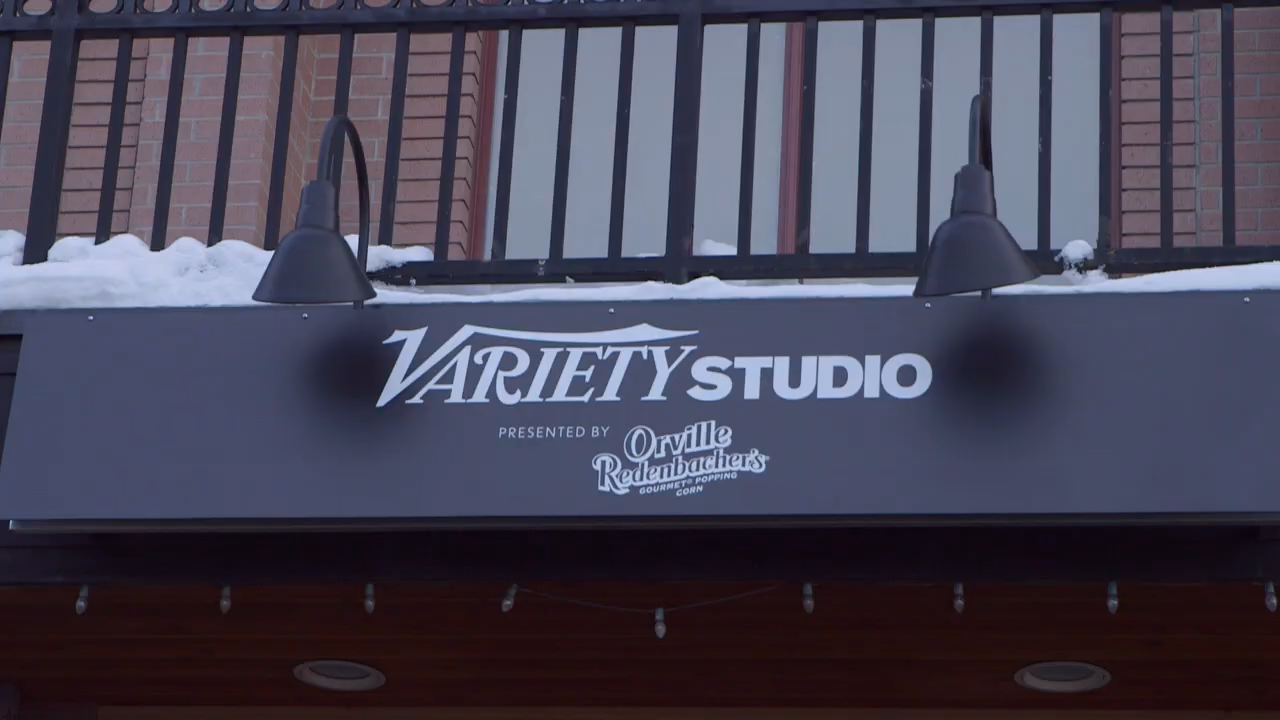 VARIETY STUDIO
PRESENTED BY
Orville
Redenbacher's
GOURMET® POPPING
CORN